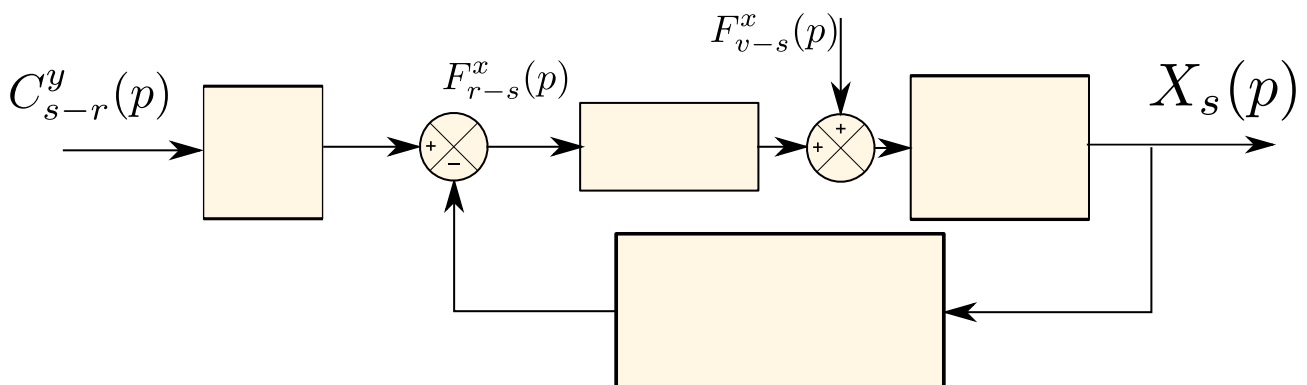 F^x_{v-s}(p)
C^y_{s-r}(p) F^x_{r-s}(p) X_s(p)
+ − + +